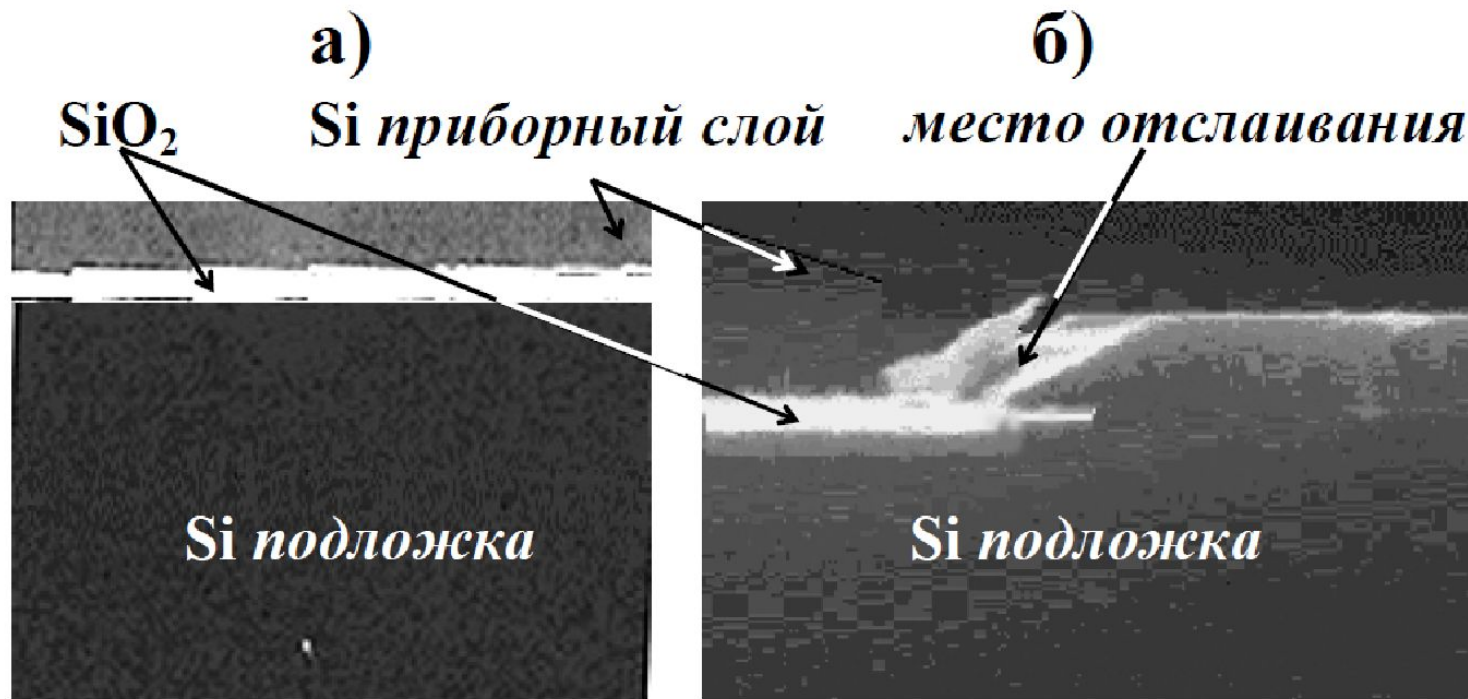 а) б)
SiO₂ Si приборный слой место отслаивания
Si подложка Si подложка